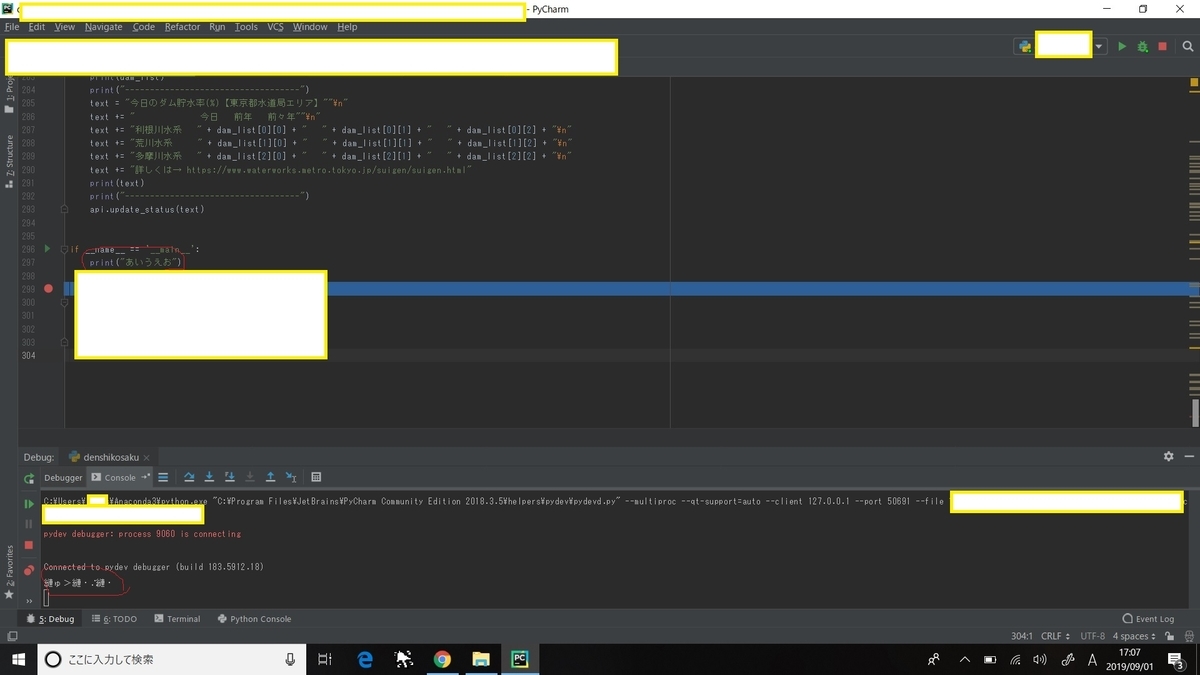 - PyCharm
File Edit View Navigate Code Refactor Run Tools VCS Window Help
1: Proj
Z: Structure
283 print(dam_list)
284 print("----------------------------------")
285 text = "今日のダム貯水率(%)【東京都水道局エリア】""¥n"
286 text += " 今日 前年 前々年""¥n"
287 text += "利根川水系 " + dam_list[0][0] + " " + dam_list[0][1] + " " + dam_list[0][2] + "¥n"
288 text += "荒川水系 " + dam_list[1][0] + " " + dam_list[1][1] + " " + dam_list[1][2] + "¥n"
289 text += "多摩川水系 " + dam_list[2][0] + " " + dam_list[2][1] + " " + dam_list[2][2] + "¥n"
290 text += "詳しくは→ https://www.waterworks.metro.tokyo.jp/suigen/suigen.html"
291 print(text)
292 print("----------------------------------")
293 api.update_status(text)
294
295
296 if __name__ == '__main__':
297 print("あいうえお")
298
299
300
301
302
303
304
Debug: denshikosaku
Debugger Console
C:¥Users¥ ¥Anaconda3¥python.exe "C:¥Program Files¥JetBrains¥PyCharm Community Edition 2018.3.5¥helpers¥pydev¥pydevd.py" --multiproc --qt-support=auto --client 127.0.0.1 --port 50691 --file
pydev debugger: process 9060 is connecting
Connected to pydev debugger (build 183.5912.18)
2: Favorites
5: Debug 6: TODO Terminal Python Console Event Log
304:1 CRLF UTF-8 4 spaces
ここに入力して検索
A
17:07
2019/09/01
3